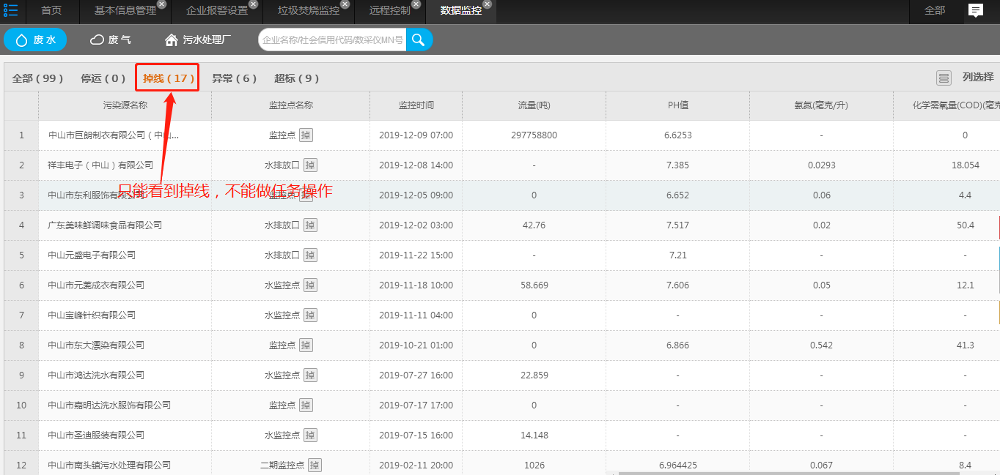 首页 基本信息管理 企业报警设置 垃圾焚烧监控 远程控制 数据监控 全部
废水 废气 污水处理厂 企业名称/社会信用代码/数采仪MN号
全部 ( 99 ) 停运 ( 0 ) 掉线 ( 17 ) 异常 ( 6 ) 超标 ( 9 ) 列选择
污染源名称 监控点名称 监控时间 流量(吨) PH值 氨氮(毫克/升) 化学需氧量(COD)(毫克
1 中山市巨朗制衣有限公司 ( 中山... 监控点 掉 2019-12-09 07:00 297758800 6.6253 - 0
2 祥丰电子 ( 中山 ) 有限公司 水排放口 掉 2019-12-08 14:00 - 7.385 0.0293 18.054
只能看到掉线，不能做任务操作
3 中山市东利服饰有限公司 监控点 掉 2019-12-05 09:00 0 6.652 0.06 4.4
4 广东美味鲜调味食品有限公司 水排放口 掉 2019-12-02 03:00 42.76 7.517 0.02 50.4
5 中山元盛电子有限公司 水排放口 掉 2019-11-22 15:00 - 7.21 - -
6 中山市元菱成衣有限公司 水监控点 掉 2019-11-18 10:00 58.669 7.606 0.05 12.1
7 中山宝峰针织有限公司 水监控点 掉 2019-11-11 04:00 0 - - -
8 中山市东大漂染有限公司 监控点 掉 2019-10-21 01:00 0 6.866 0.542 41.3
9 中山市鸿达洗水有限公司 水监控点 掉 2019-07-27 16:00 22.859 - - -
10 中山市嘉明达洗水服饰有限公司 监控点 掉 2019-07-17 17:00 0 - - -
11 中山市圣迪服装有限公司 水监控点 掉 2019-07-15 16:00 14.148 - - -
12 中山市南头镇污水处理有限公司 二期监控点 掉 2019-02-11 20:00 1026 6.964425 0.067 8.4